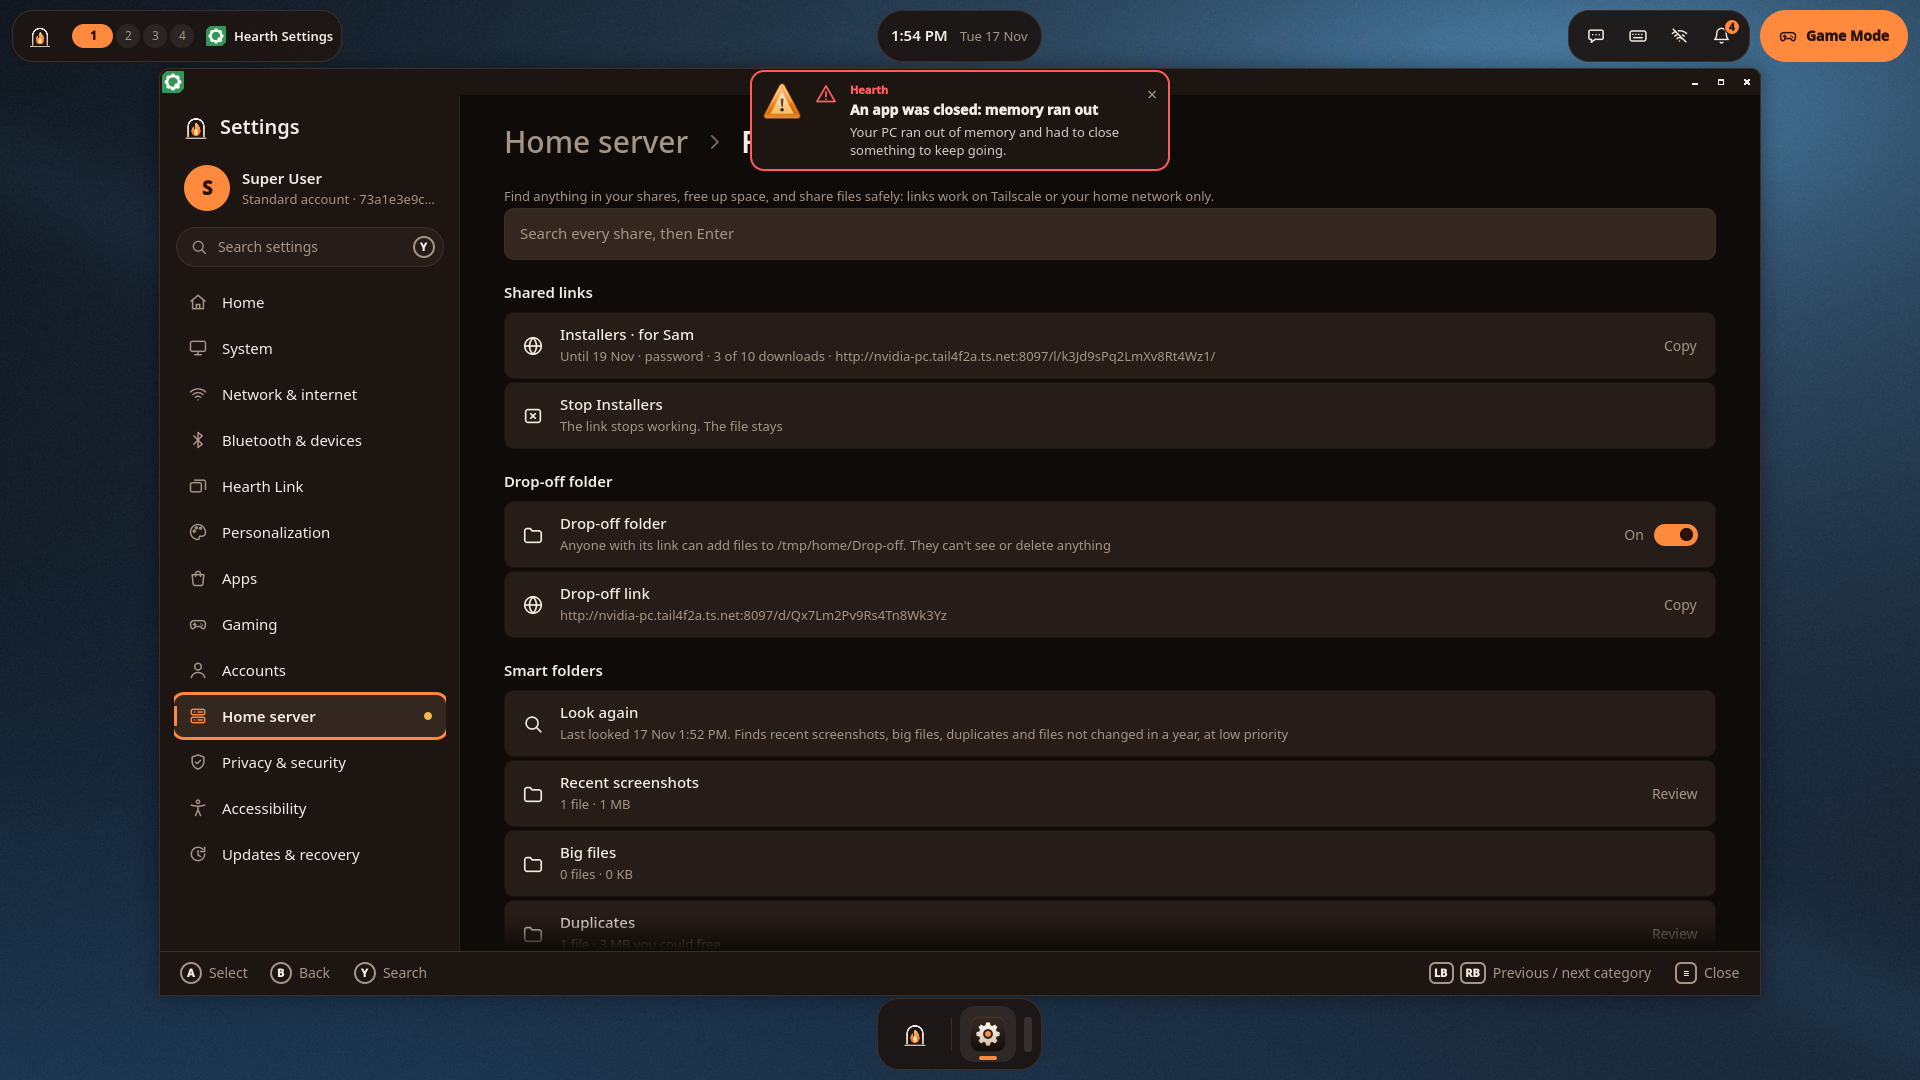 1 2 3 4 Hearth Settings
1:54 PM Tue 17 Nov
4
Game Mode
Hearth
An app was closed: memory ran out
Your PC ran out of memory and had to close
something to keep going.
Settings
Super User
Standard account · 73a1e3e9c...
Search settings Y
Home
System
Network & internet
Bluetooth & devices
Hearth Link
Personalization
Apps
Gaming
Accounts
Home server
Privacy & security
Accessibility
Updates & recovery
Home server
Find anything in your shares, free up space, and share files safely: links work on Tailscale or your home network only.
Search every share, then Enter
Shared links
Installers · for Sam
Until 19 Nov · password · 3 of 10 downloads · http://nvidia-pc.tail4f2a.ts.net:8097/l/k3Jd9sPq2LmXv8Rt4Wz1/
Copy
Stop Installers
The link stops working. The file stays
Drop-off folder
Drop-off folder
Anyone with its link can add files to /tmp/home/Drop-off. They can't see or delete anything
On
Drop-off link
http://nvidia-pc.tail4f2a.ts.net:8097/d/Qx7Lm2Pv9Rs4Tn8Wk3Yz
Copy
Smart folders
Look again
Last looked 17 Nov 1:52 PM. Finds recent screenshots, big files, duplicates and files not changed in a year, at low priority
Recent screenshots
1 file · 1 MB
Review
Big files
0 files · 0 KB
Duplicates
1 file · 3 MB you could free
Review
A Select B Back Y Search
LB RB Previous / next category Close